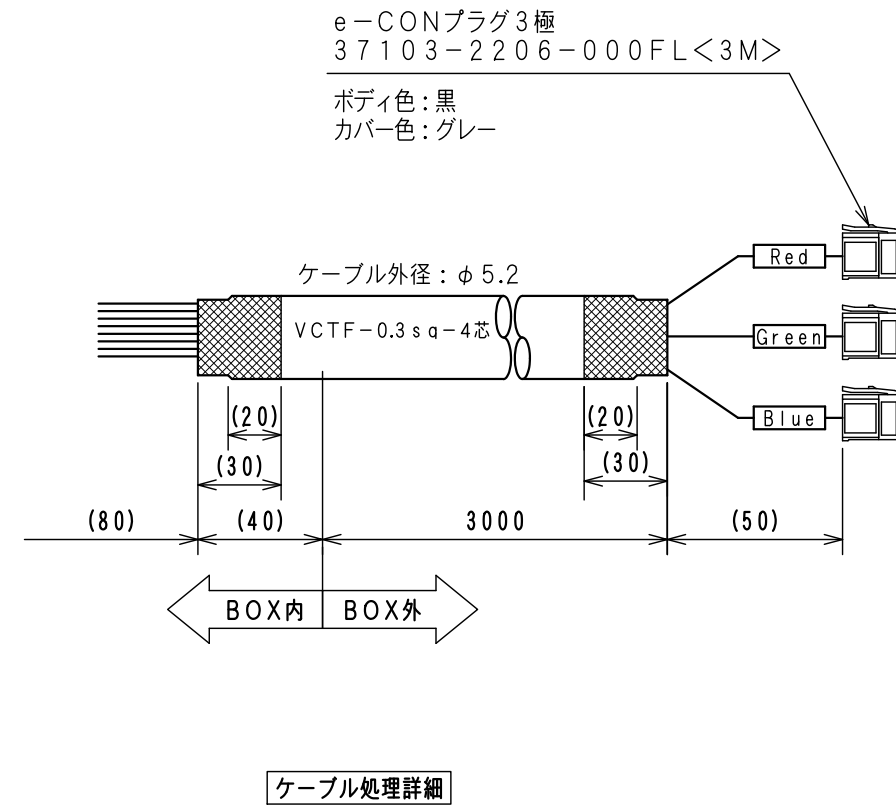 e−CONプラグ3極
37103−2206−000FL<3M>
ボディ色：黒
カバー色：グレー
Red
ケーブル外径：φ5.2
VCTF−0.3sq−4芯
Green
Blue
(20)
(20)
(30)
(30)
(80)
(40)
3000
(50)
BOX内
BOX外
ケーブル処理詳細